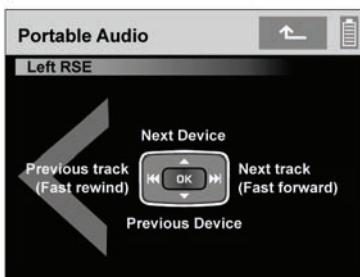 Portable Audio
Left RSE
Next Device
Previous track
(Fast rewind)
OK
Next track
(Fast forward)
Previous Device